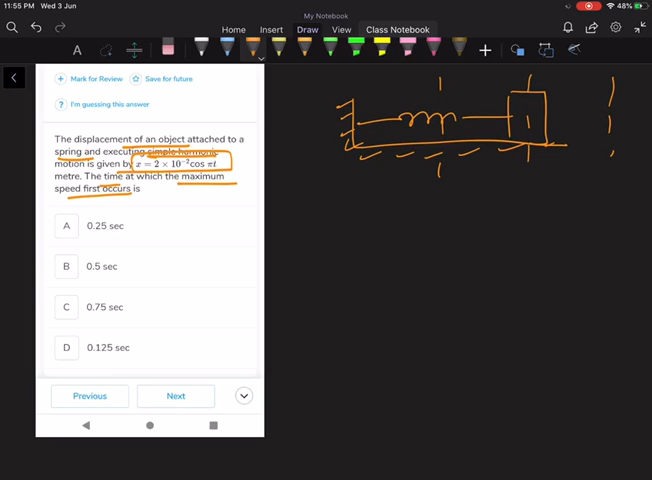 11:55 PM Wed 3 Jun
48%
My Notebook
Home Insert Draw View Class Notebook
Mark for Review Save for future
I'm guessing this answer
The displacement of an object attached to a
spring and executing simple harmonic
motion is given by x = 2 × 10⁻² cos πt
metre. The time at which the maximum
speed first occurs is
A 0.25 sec
B 0.5 sec
C 0.75 sec
D 0.125 sec
Previous Next